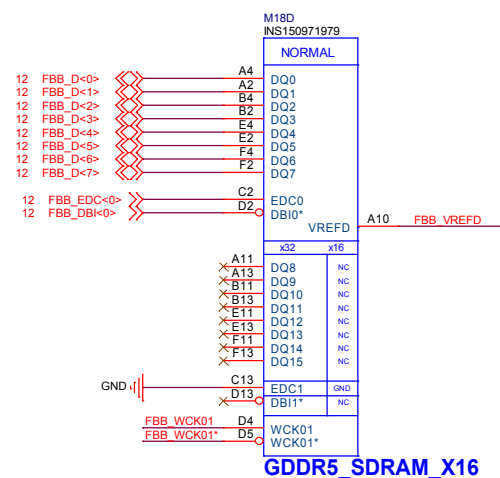 M18D
INS150971979
NORMAL
12 FBB_D<0> A4 DQ0
12 FBB_D<1> A2 DQ1
12 FBB_D<2> B4 DQ2
12 FBB_D<3> B2 DQ3
12 FBB_D<4> E4 DQ4
12 FBB_D<5> E2 DQ5
12 FBB_D<6> F4 DQ6
12 FBB_D<7> F2 DQ7
12 FBB_EDC<0> C2 EDC0
12 FBB_DBI<0> D2 DBI0*
VREFD A10 FBB_VREFD
x32 x16
A11 DQ8 NC
A13 DQ9 NC
B11 DQ10 NC
B13 DQ11 NC
E11 DQ12 NC
E13 DQ13 NC
F11 DQ14 NC
F13 DQ15 NC
GND C13 EDC1 GND
D13 DBI1* NC
FBB_WCK01 D4 WCK01
FBB_WCK01* D5 WCK01*
GDDR5_SDRAM_X16